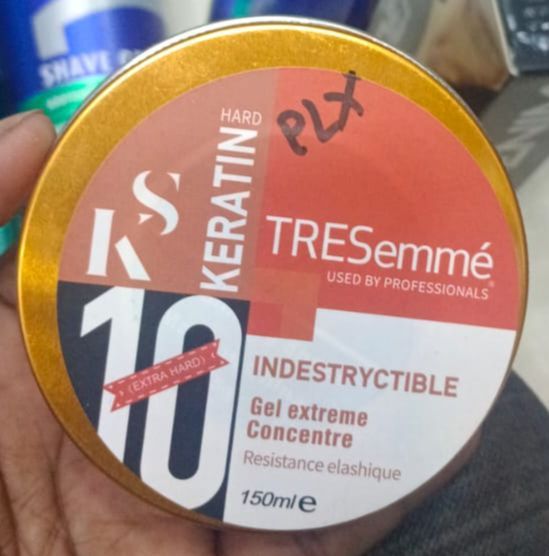 SHAVE
HARD
KERATIN
PLX
KS
TRESemmé
USED BY PROFESSIONALS
10
(EXTRA HARD)
INDESTRYCTIBLE
Gel extreme
Concentre
Resistance elashique
150ml e